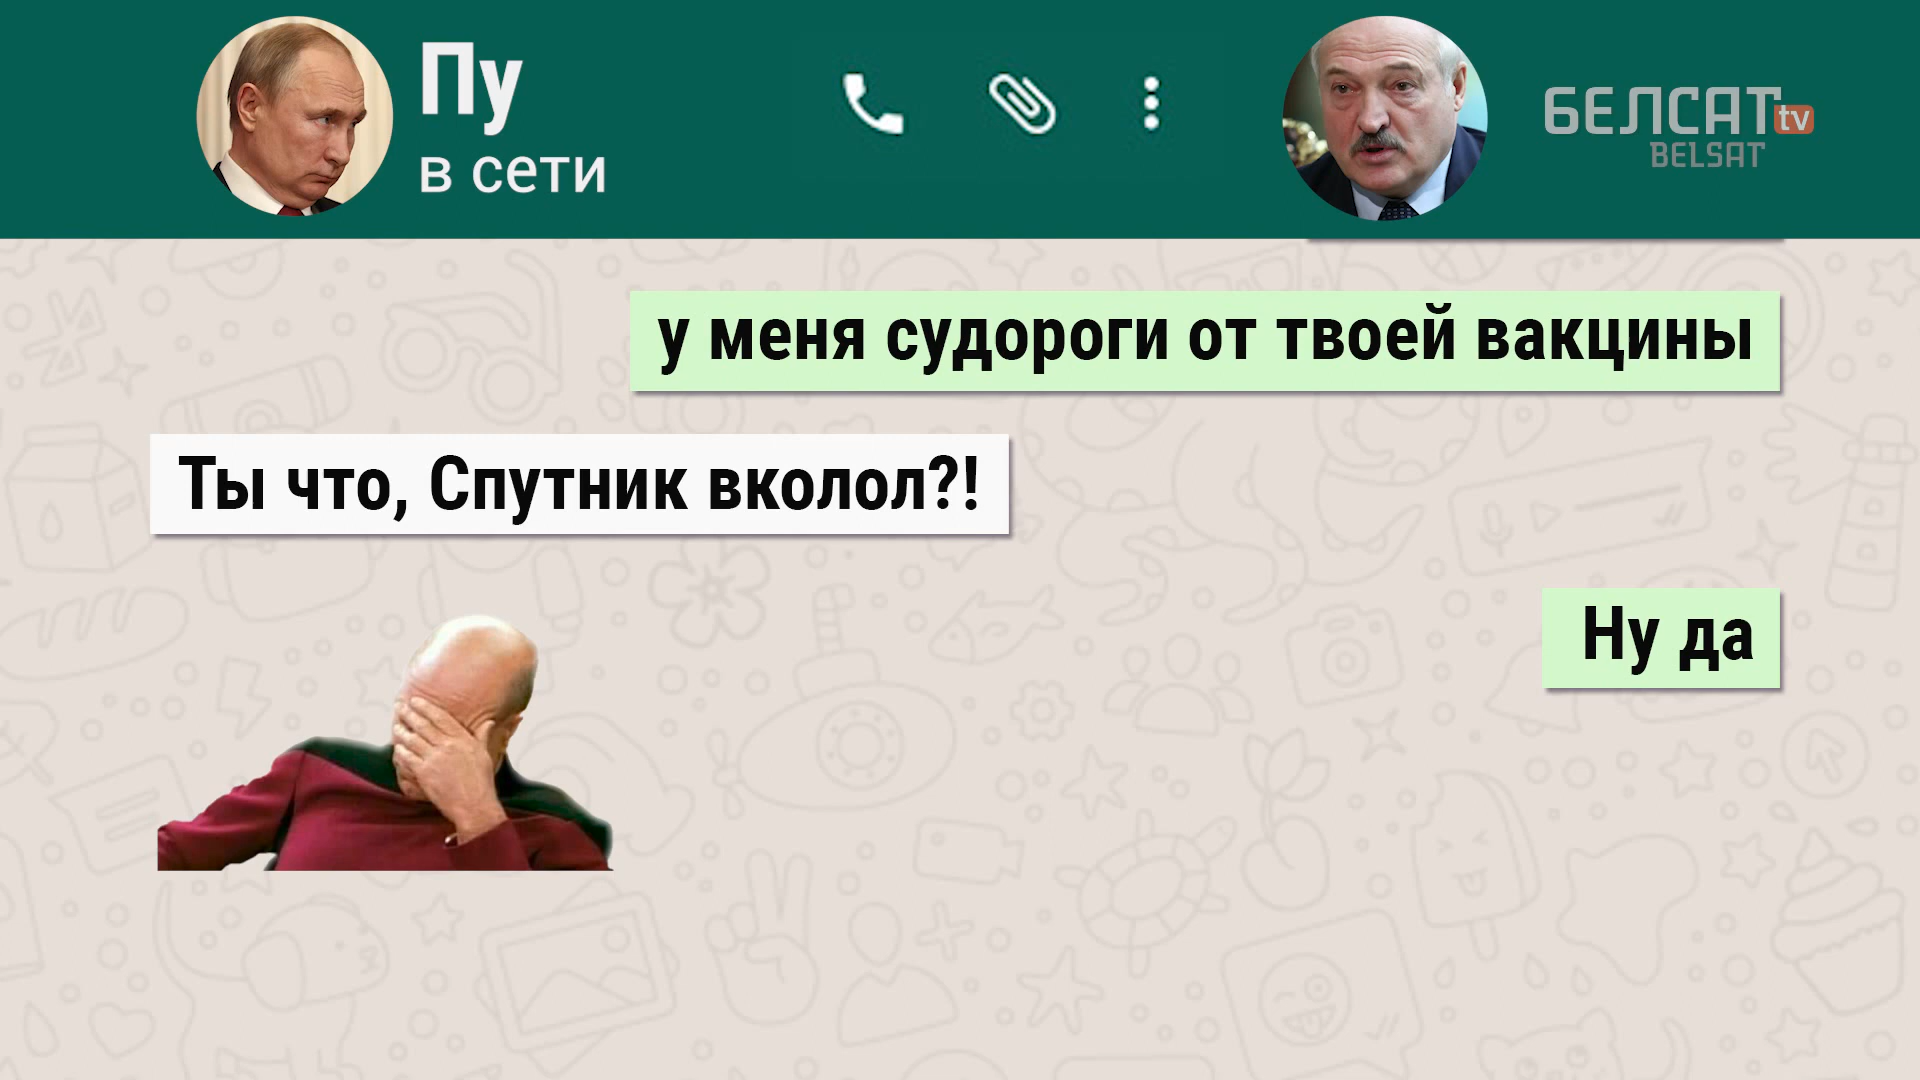 Пу
в сети
БЕЛСАТ tv
BELSAT
у меня судороги от твоей вакцины
Ты что, Спутник вколол?!
Ну да